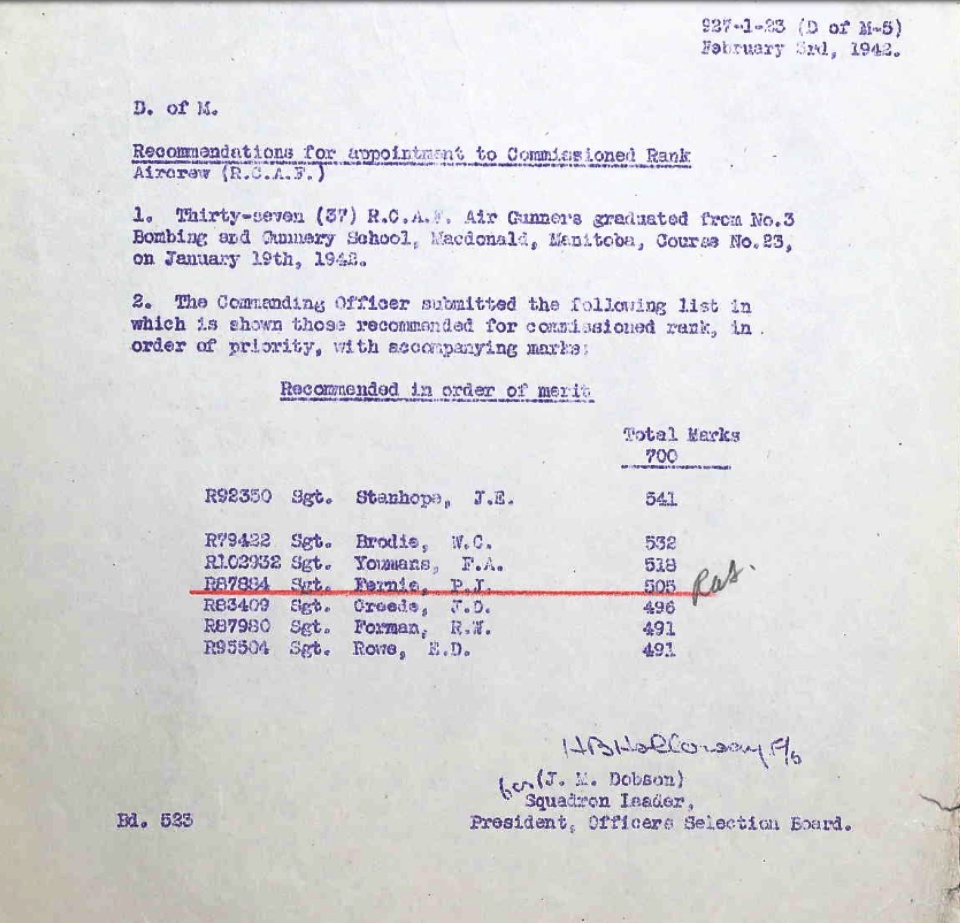 927-1-23 (D of M-5)
February 3rd, 1942.
D. of M.
Recommendations for appointment to Commissioned Rank
Aircrew (R.C.A.F.)
1. Thirty-seven (37) R.C.A.F. Air Gunners graduated from No.3
Bombing and Gunnery School, Macdonald, Manitoba, Course No.23,
on January 19th, 1942.
2. The Commanding Officer submitted the following list in
which is shown those recommended for commissioned rank, in
order of priority, with accompanying marks:
Recommended in order of merit
Total Marks
700
R92350 Sgt. Stanhope, J.E. 541
R79422 Sgt. Brodie, W.C. 532
R102932 Sgt. Youmans, F.A. 518
R87884 Sgt. Fernie, P.J. 505
R83409 Sgt. Creede, J.D. 496
R87980 Sgt. Forman, R.W. 491
R95504 Sgt. Rowe, E.D. 491
HBHolloway F/O
for (J. M. Dobson)
Squadron Leader,
Bd. 523 President, Officers Selection Board.